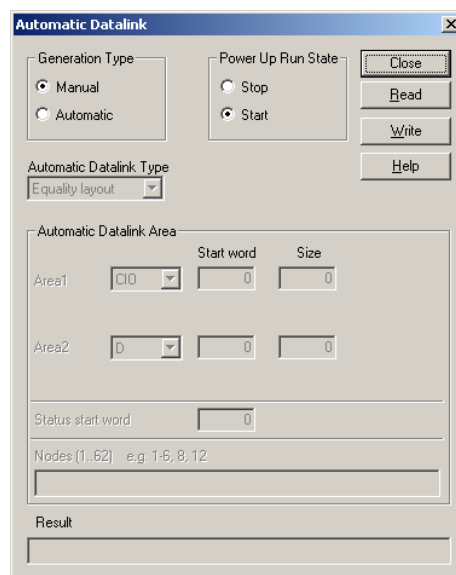 Automatic Datalink
Generation Type
Manual
Automatic
Power Up Run State
Stop
Start
Close
Read
Write
Help
Automatic Datalink Type
Equality layout
Automatic Datalink Area
Start word Size
Area1 CIO 0 0
Area2 D 0 0
Status start word 0
Nodes (1..62) e.g. 1-6, 8, 12
Result